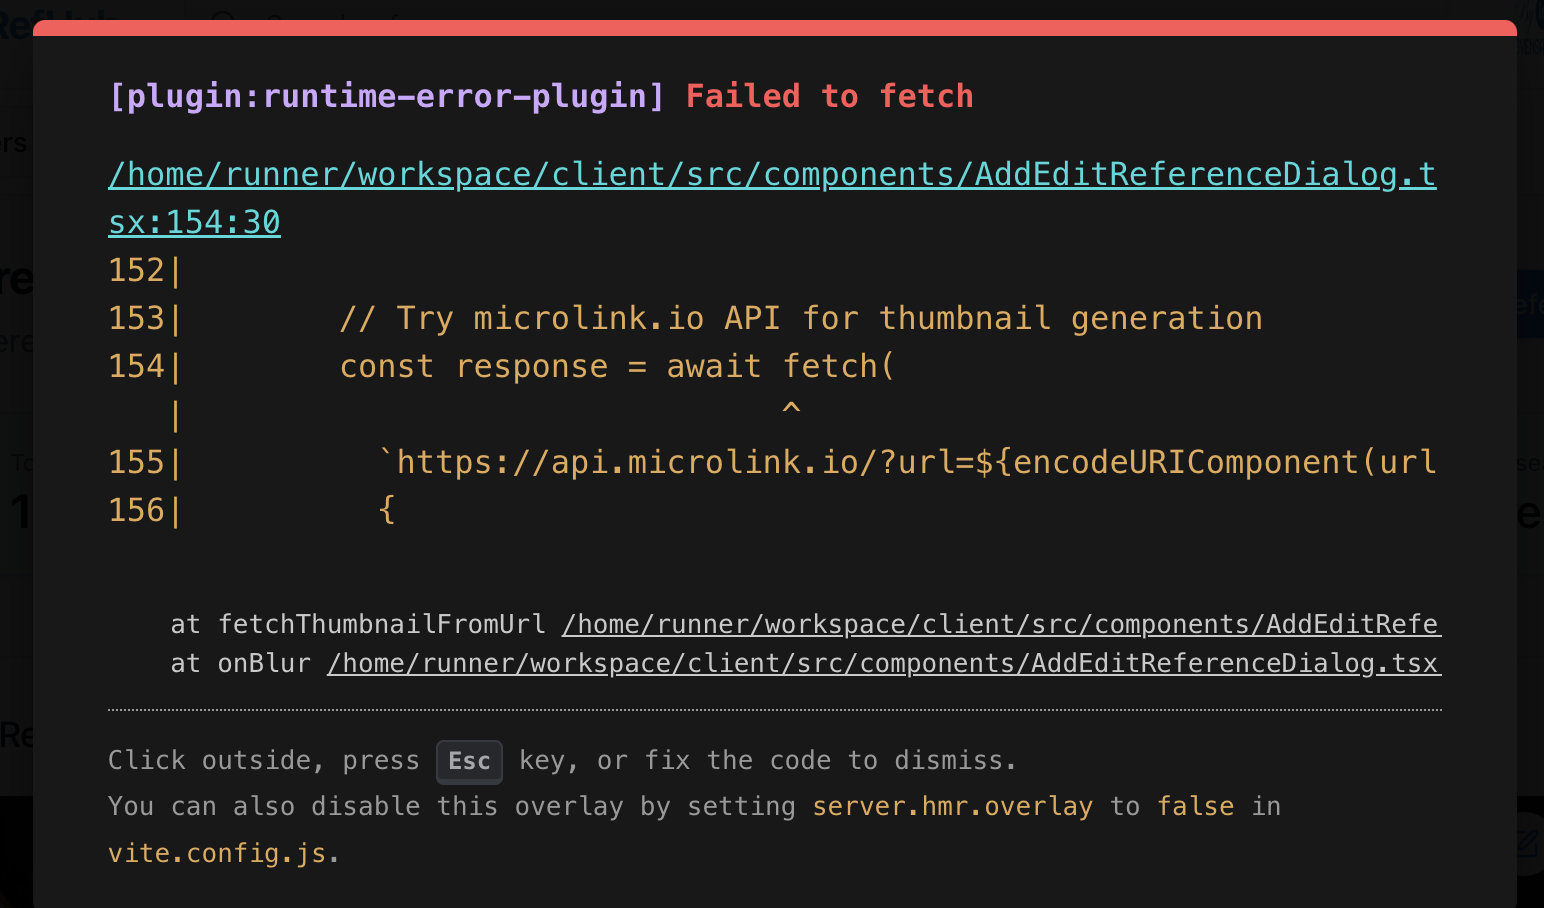 [plugin:runtime-error-plugin] Failed to fetch
/home/runner/workspace/client/src/components/AddEditReferenceDialog.t
sx:154:30
152|
153|        // Try microlink.io API for thumbnail generation
154|        const response = await fetch(
   |                               ^
155|          `https://api.microlink.io/?url=${encodeURIComponent(url
156|          {
    at fetchThumbnailFromUrl /home/runner/workspace/client/src/components/AddEditRefe
    at onBlur /home/runner/workspace/client/src/components/AddEditReferenceDialog.tsx
Click outside, press Esc key, or fix the code to dismiss.
You can also disable this overlay by setting server.hmr.overlay to false in
vite.config.js.